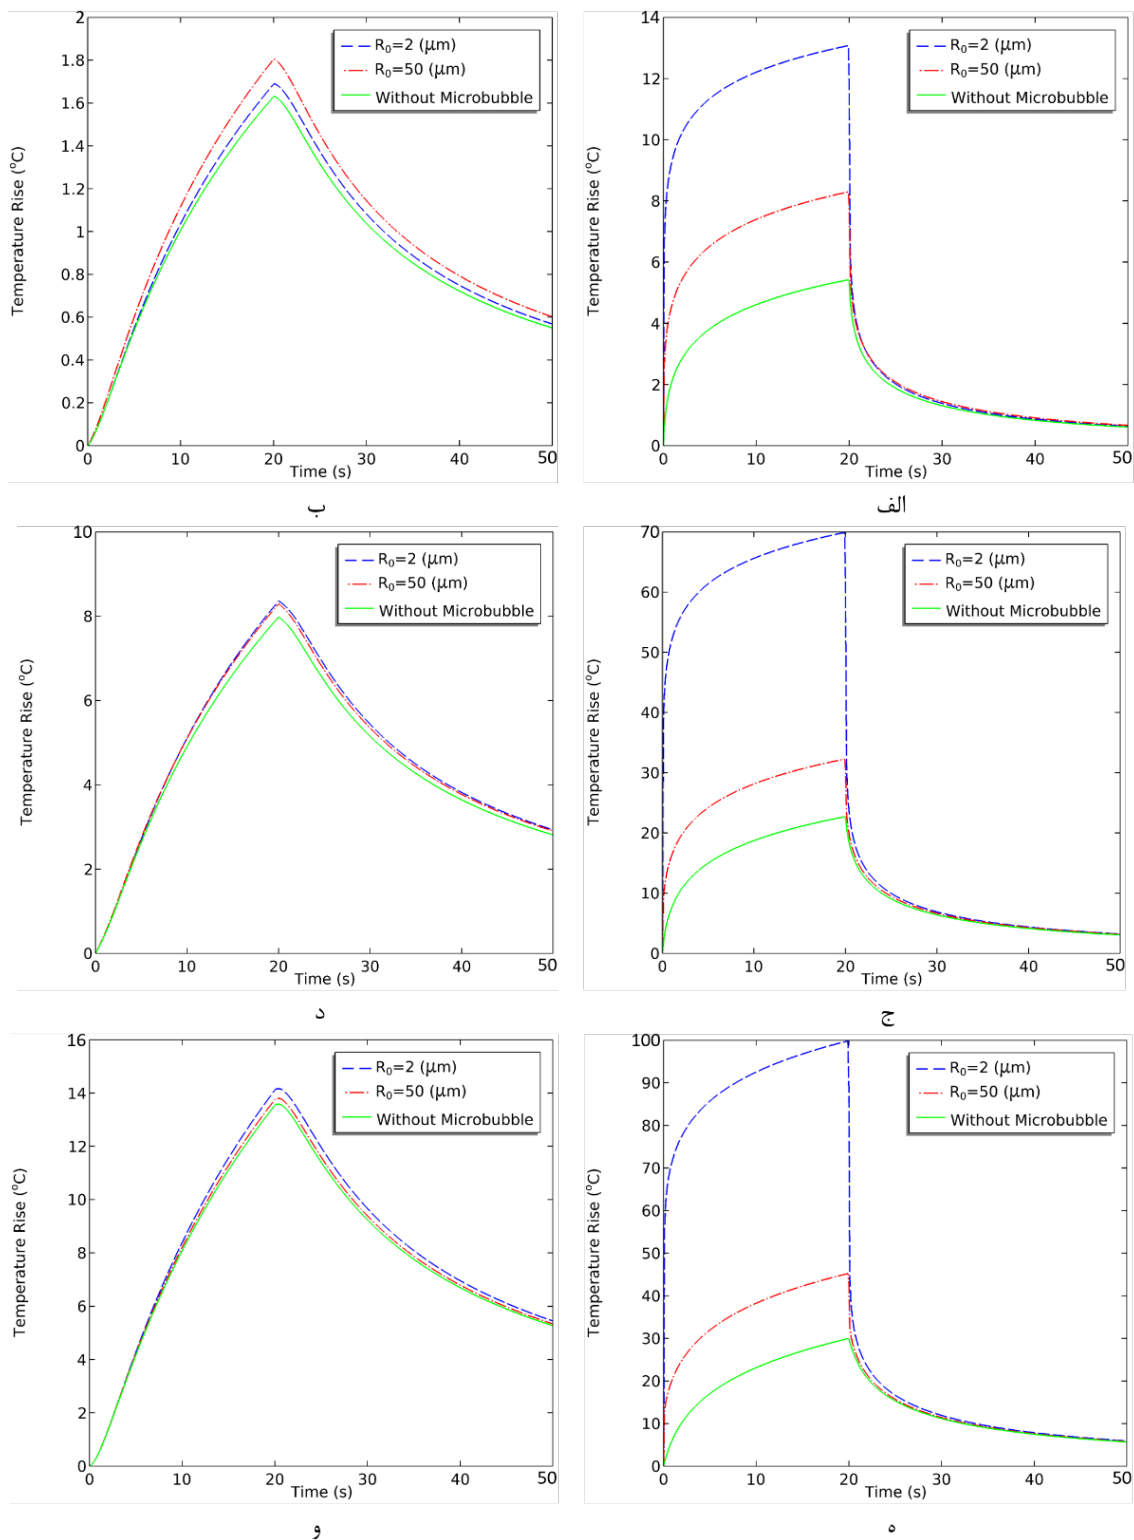 2
1.8
1.6
1.4
1.2
1
0.8
0.6
0.4
0.2
0
Temperature Rise (°C)
R₀=2 (µm)
R₀=50 (µm)
Without Microbubble
0 10 20 30 40 50
Time (s)
ب
14
12
10
8
6
4
2
0
Temperature Rise (°C)
R₀=2 (µm)
R₀=50 (µm)
Without Microbubble
0 10 20 30 40 50
Time (s)
الف
10
8
6
4
2
0
Temperature Rise (°C)
R₀=2 (µm)
R₀=50 (µm)
Without Microbubble
0 10 20 30 40 50
Time (s)
د
70
60
50
40
30
20
10
0
Temperature Rise (°C)
R₀=2 (µm)
R₀=50 (µm)
Without Microbubble
0 10 20 30 40 50
Time (s)
ج
16
14
12
10
8
6
4
2
0
Temperature Rise (°C)
R₀=2 (µm)
R₀=50 (µm)
Without Microbubble
0 10 20 30 40 50
Time (s)
و
100
90
80
70
60
50
40
30
20
10
0
Temperature Rise (°C)
R₀=2 (µm)
R₀=50 (µm)
Without Microbubble
0 10 20 30 40 50
Time (s)
ه